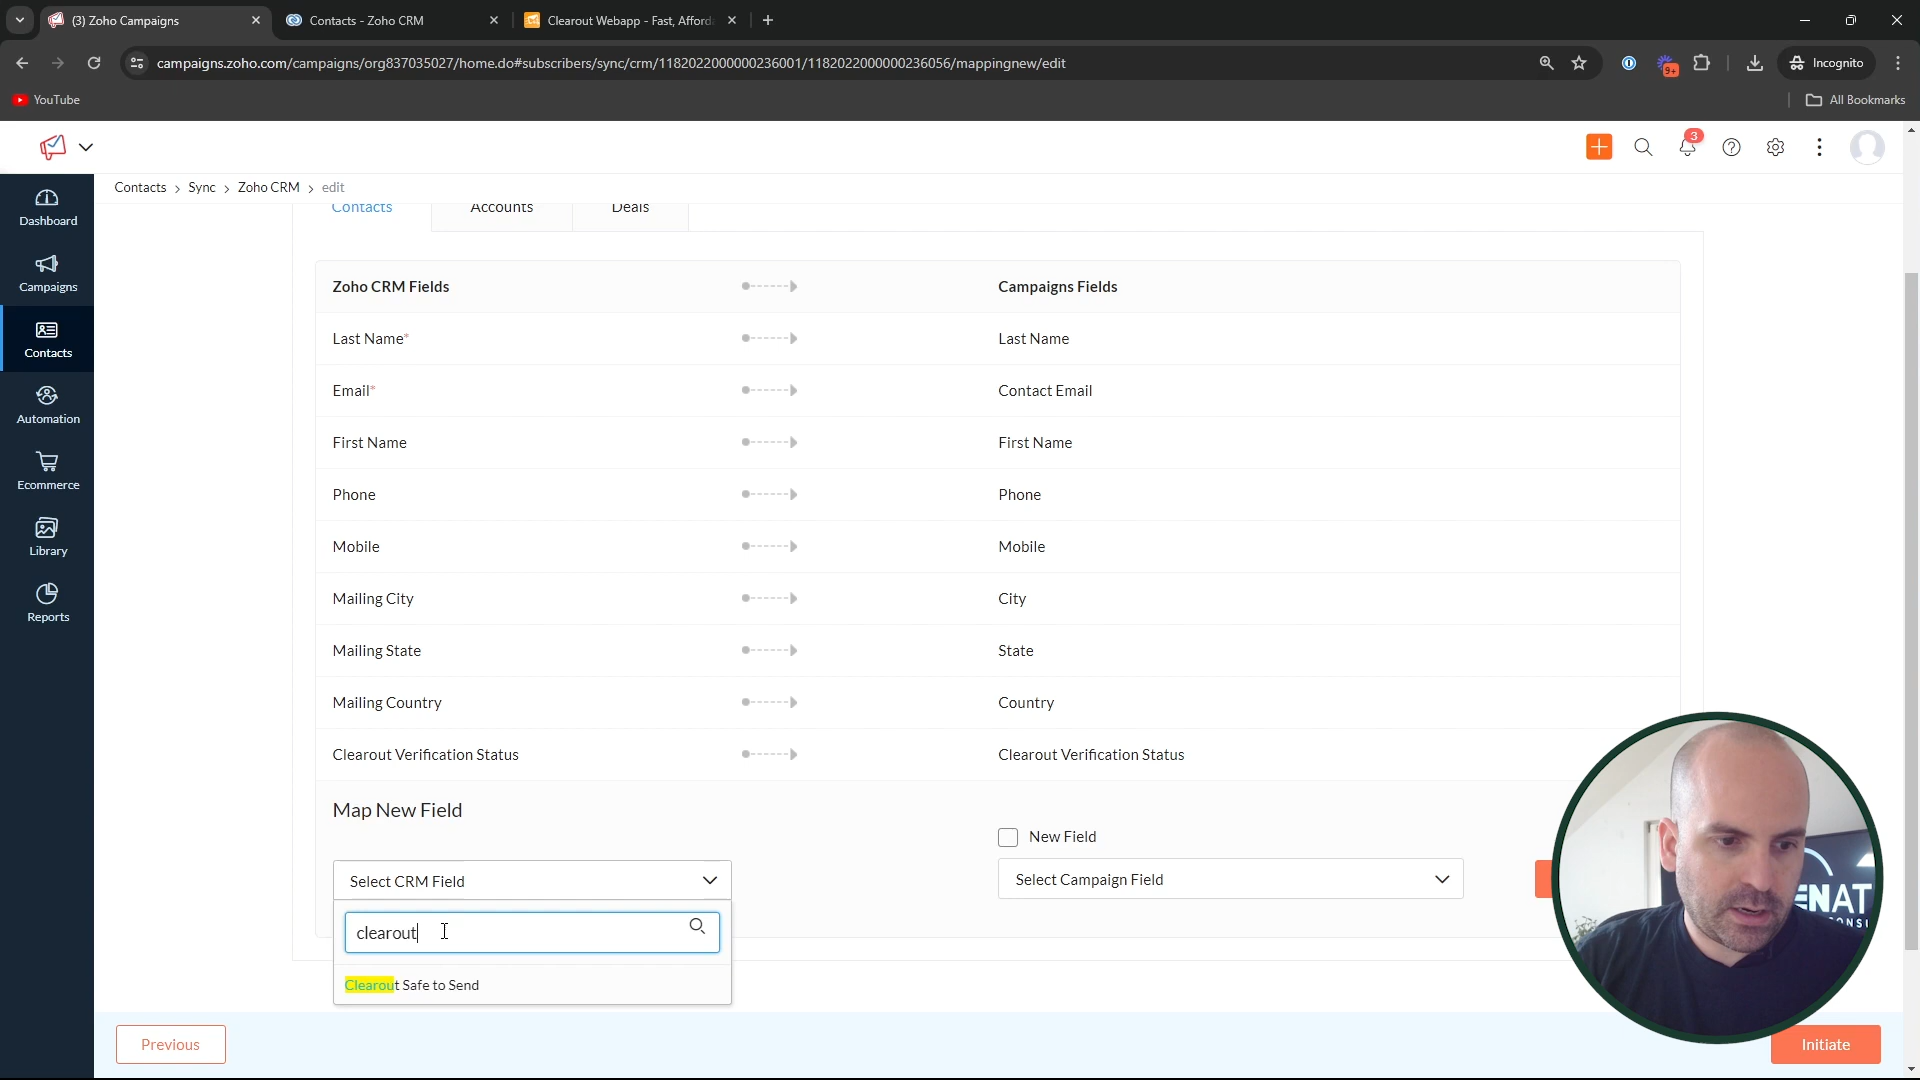 (3) Zoho Campaigns
Contacts - Zoho CRM
Clearout Webapp - Fast, Afforda
campaigns.zoho.com/campaigns/org837035027/home.do#subscribers/sync/crm/1182022000000236001/1182022000000236056/mappingnew/edit
9+
Incognito
YouTube
All Bookmarks
3
Contacts > Sync > Zoho CRM > edit
Dashboard
Campaigns
Contacts
Automation
Ecommerce
Library
Reports
Contacts
Accounts
Deals
Zoho CRM Fields
Campaigns Fields
Last Name*
Last Name
Email*
Contact Email
First Name
First Name
Phone
Phone
Mobile
Mobile
Mailing City
City
Mailing State
State
Mailing Country
Country
Clearout Verification Status
Clearout Verification Status
Map New Field
New Field
Select CRM Field
Select Campaign Field
clearout
Clearout Safe to Send
Previous
Initiate
ENAT
CONSU